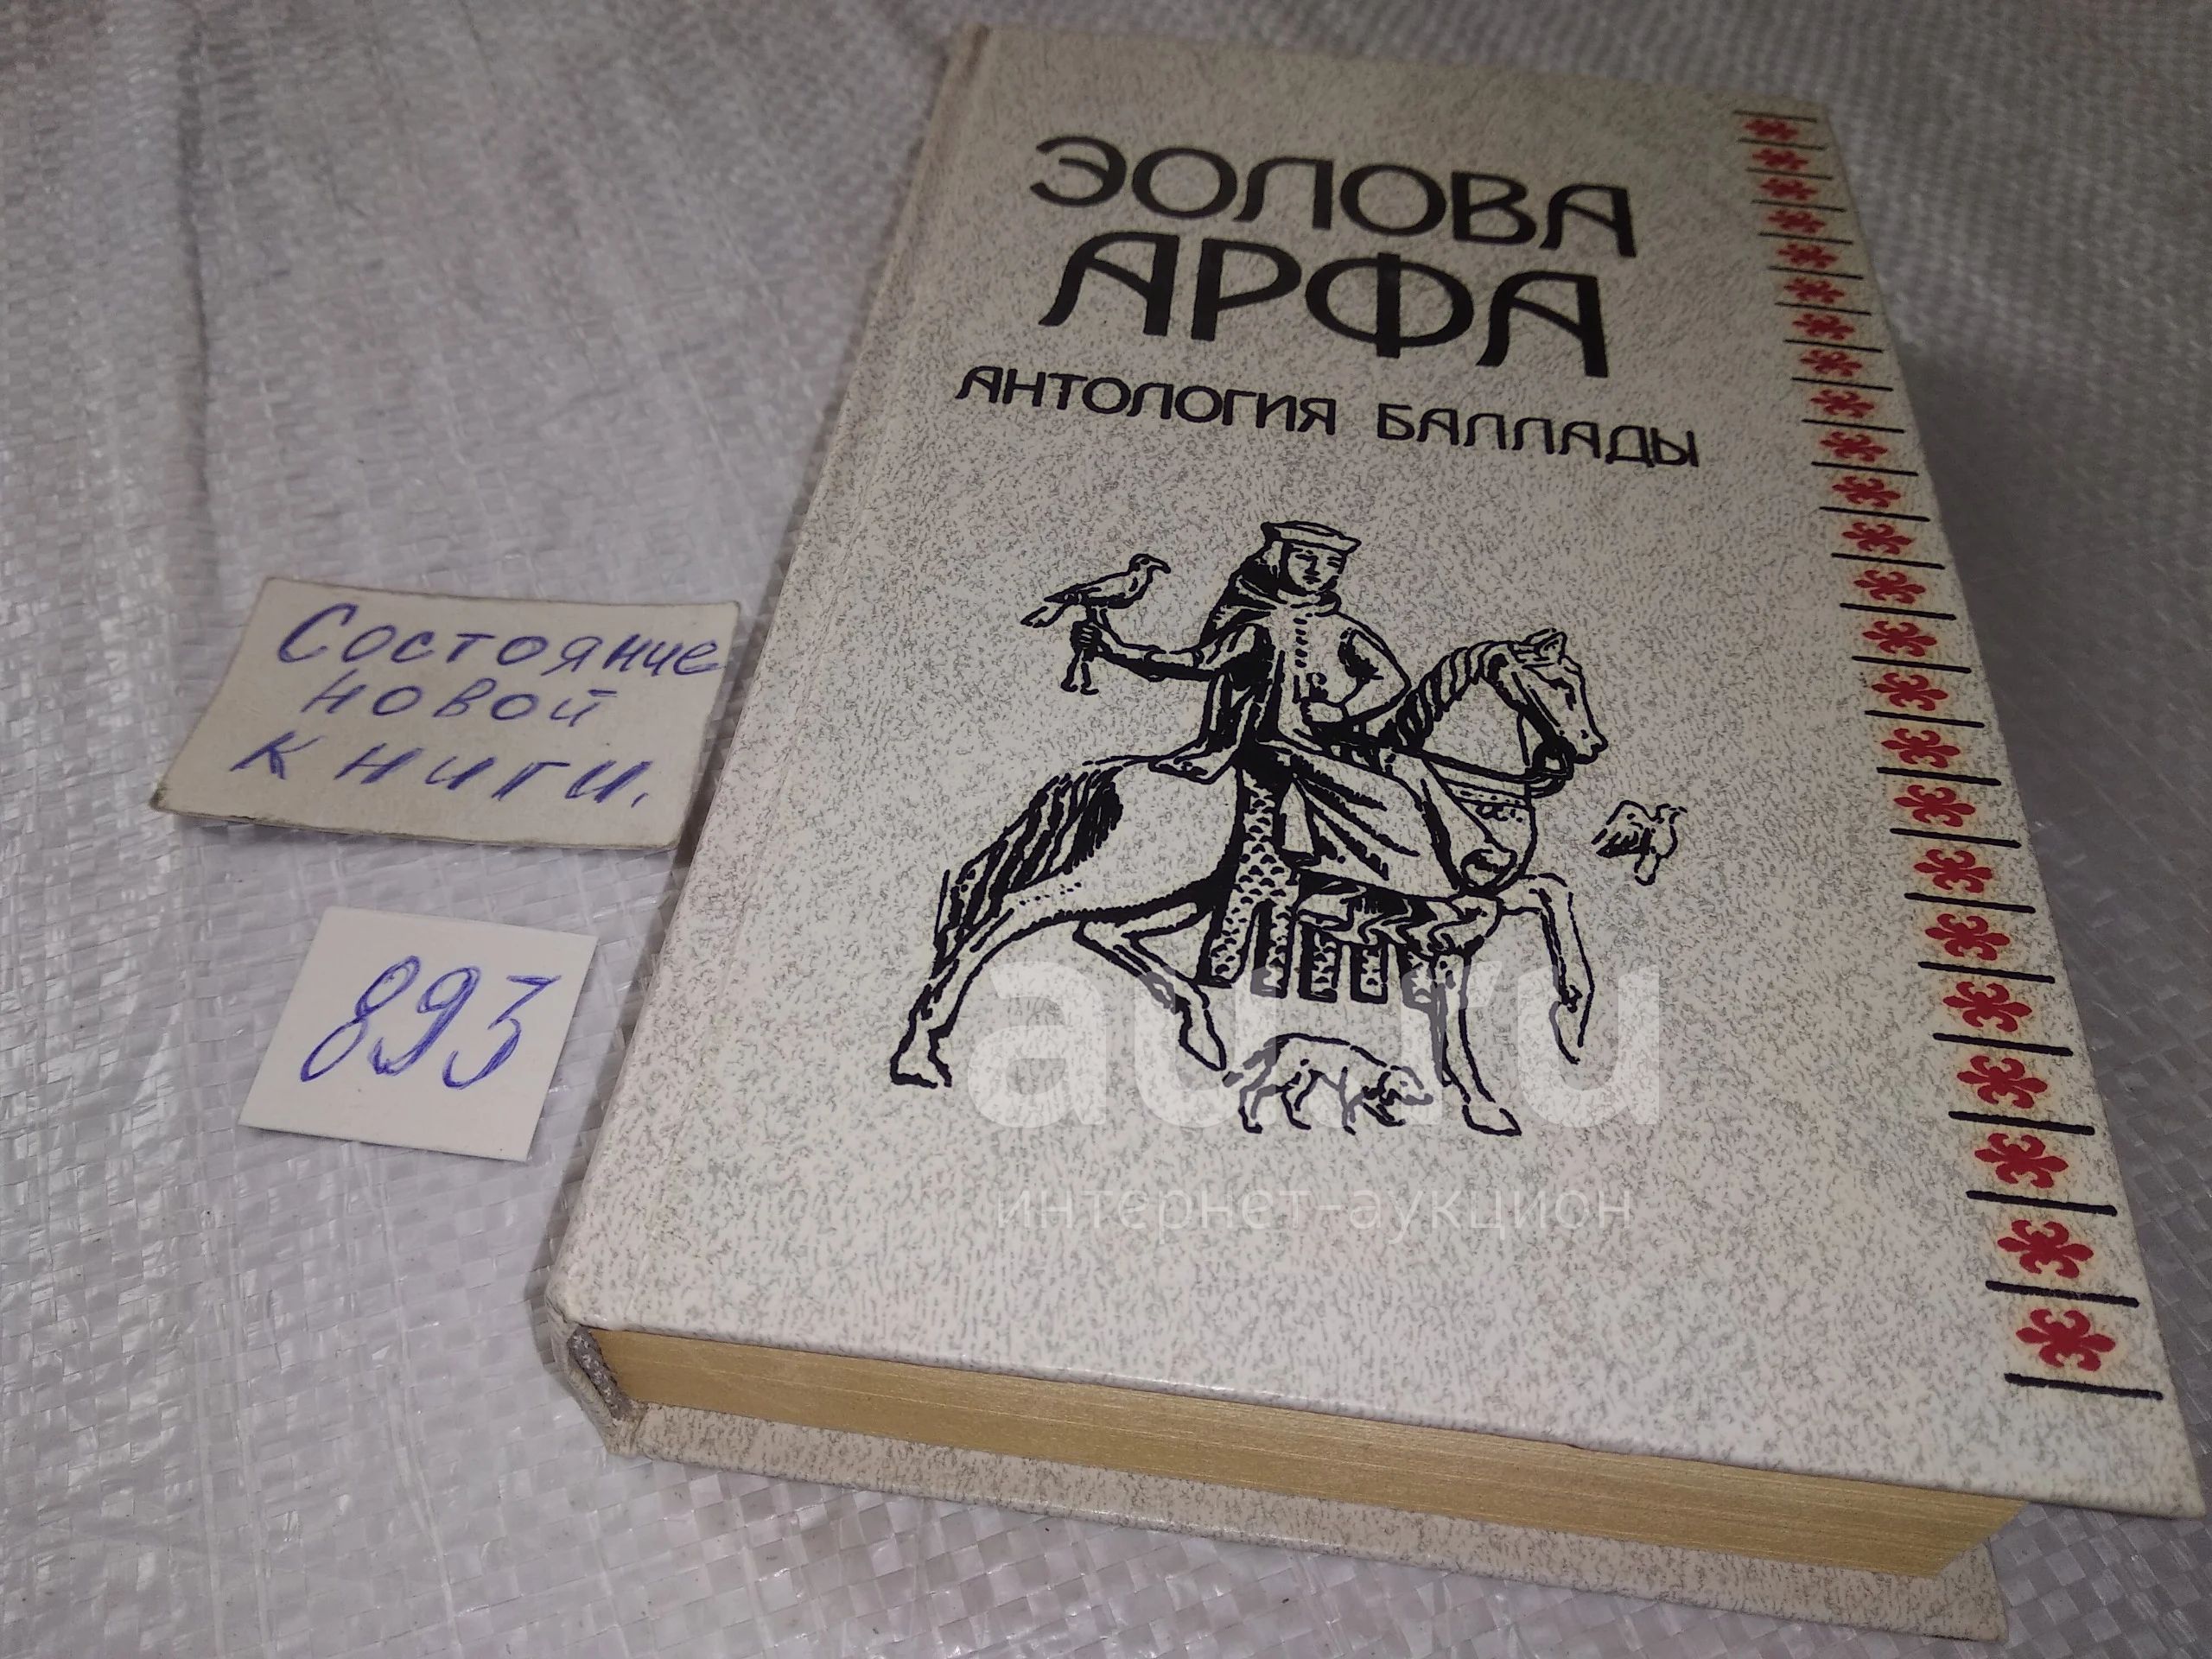 ЭОЛОВА
АРФА
АНТОЛОГИЯ БАЛЛАДЫ
Состояние
новой
книги.
893
au.ru
интернет-аукцион